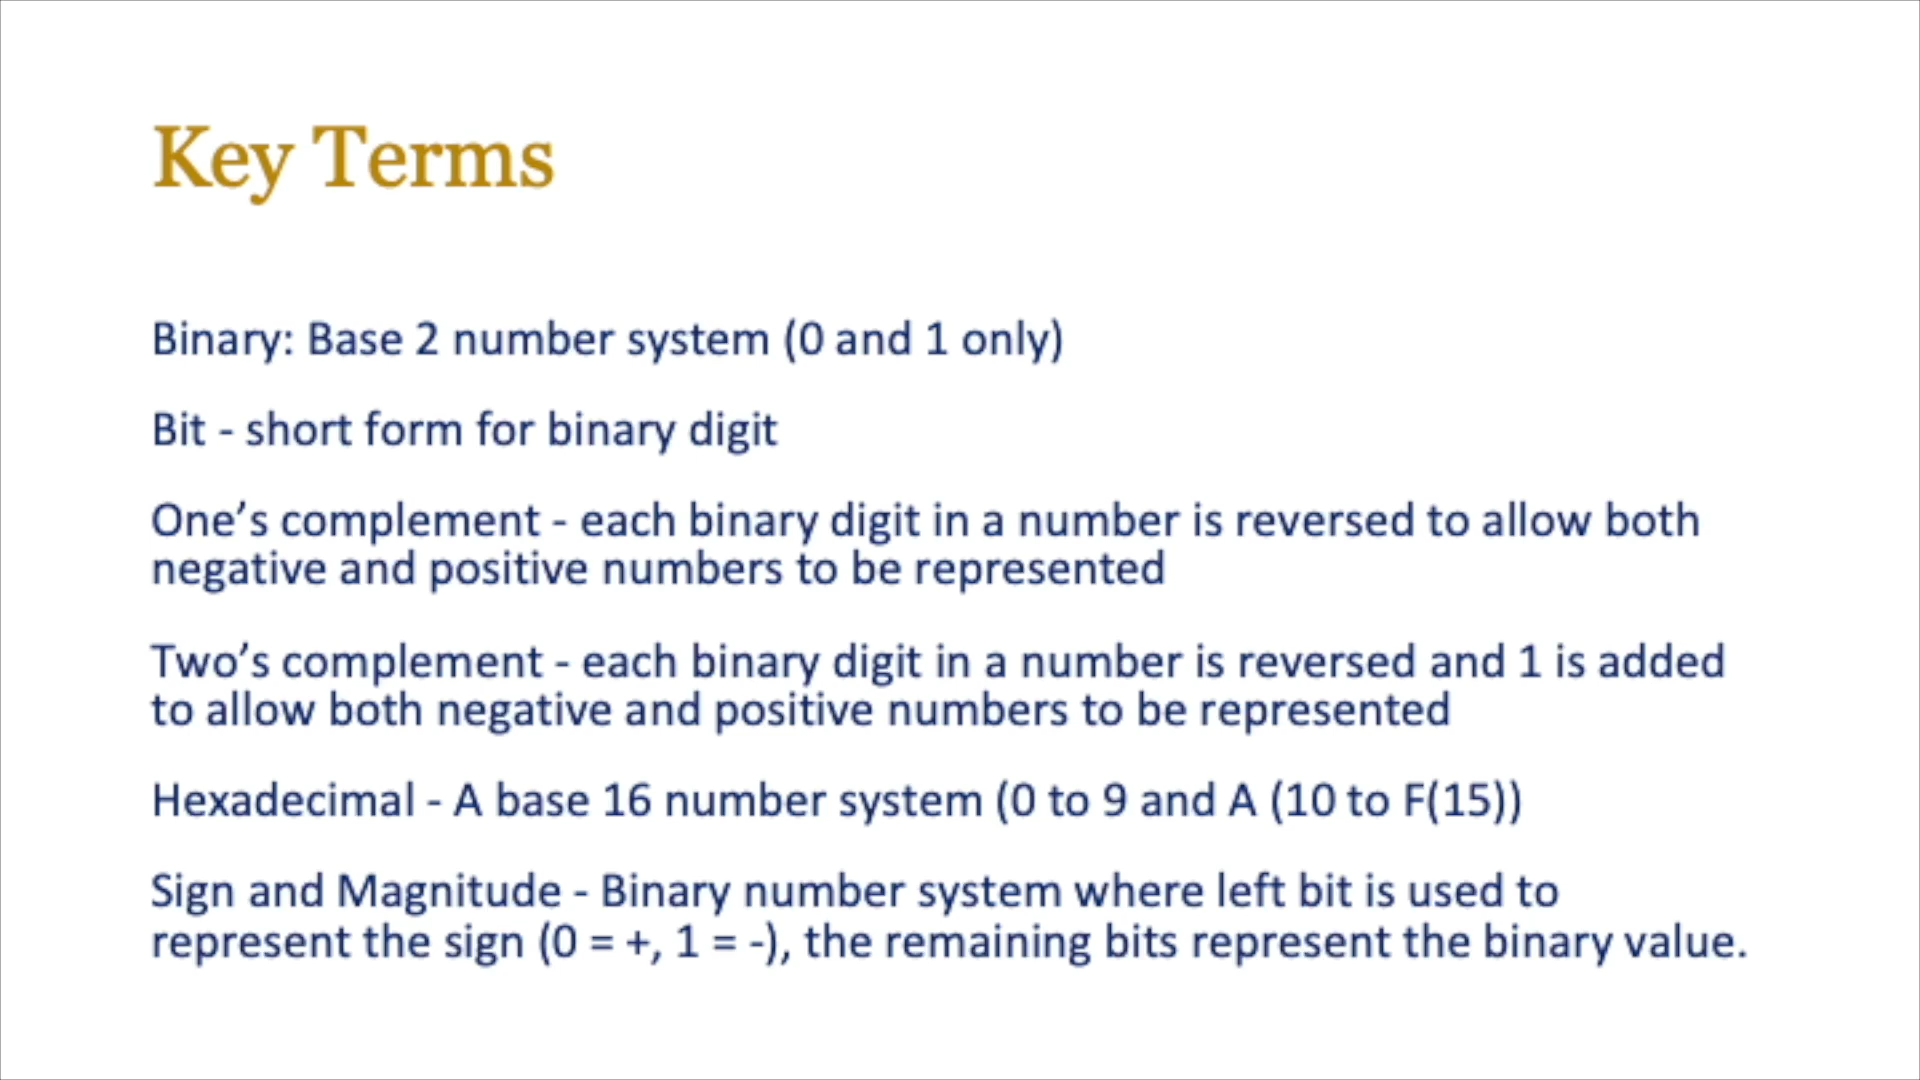 Key Terms
Binary: Base 2 number system (0 and 1 only)
Bit - short form for binary digit
One’s complement - each binary digit in a number is reversed to allow both
negative and positive numbers to be represented
Two’s complement - each binary digit in a number is reversed and 1 is added
to allow both negative and positive numbers to be represented
Hexadecimal - A base 16 number system (0 to 9 and A (10 to F(15))
Sign and Magnitude - Binary number system where left bit is used to
represent the sign (0 = +, 1 = -), the remaining bits represent the binary value.